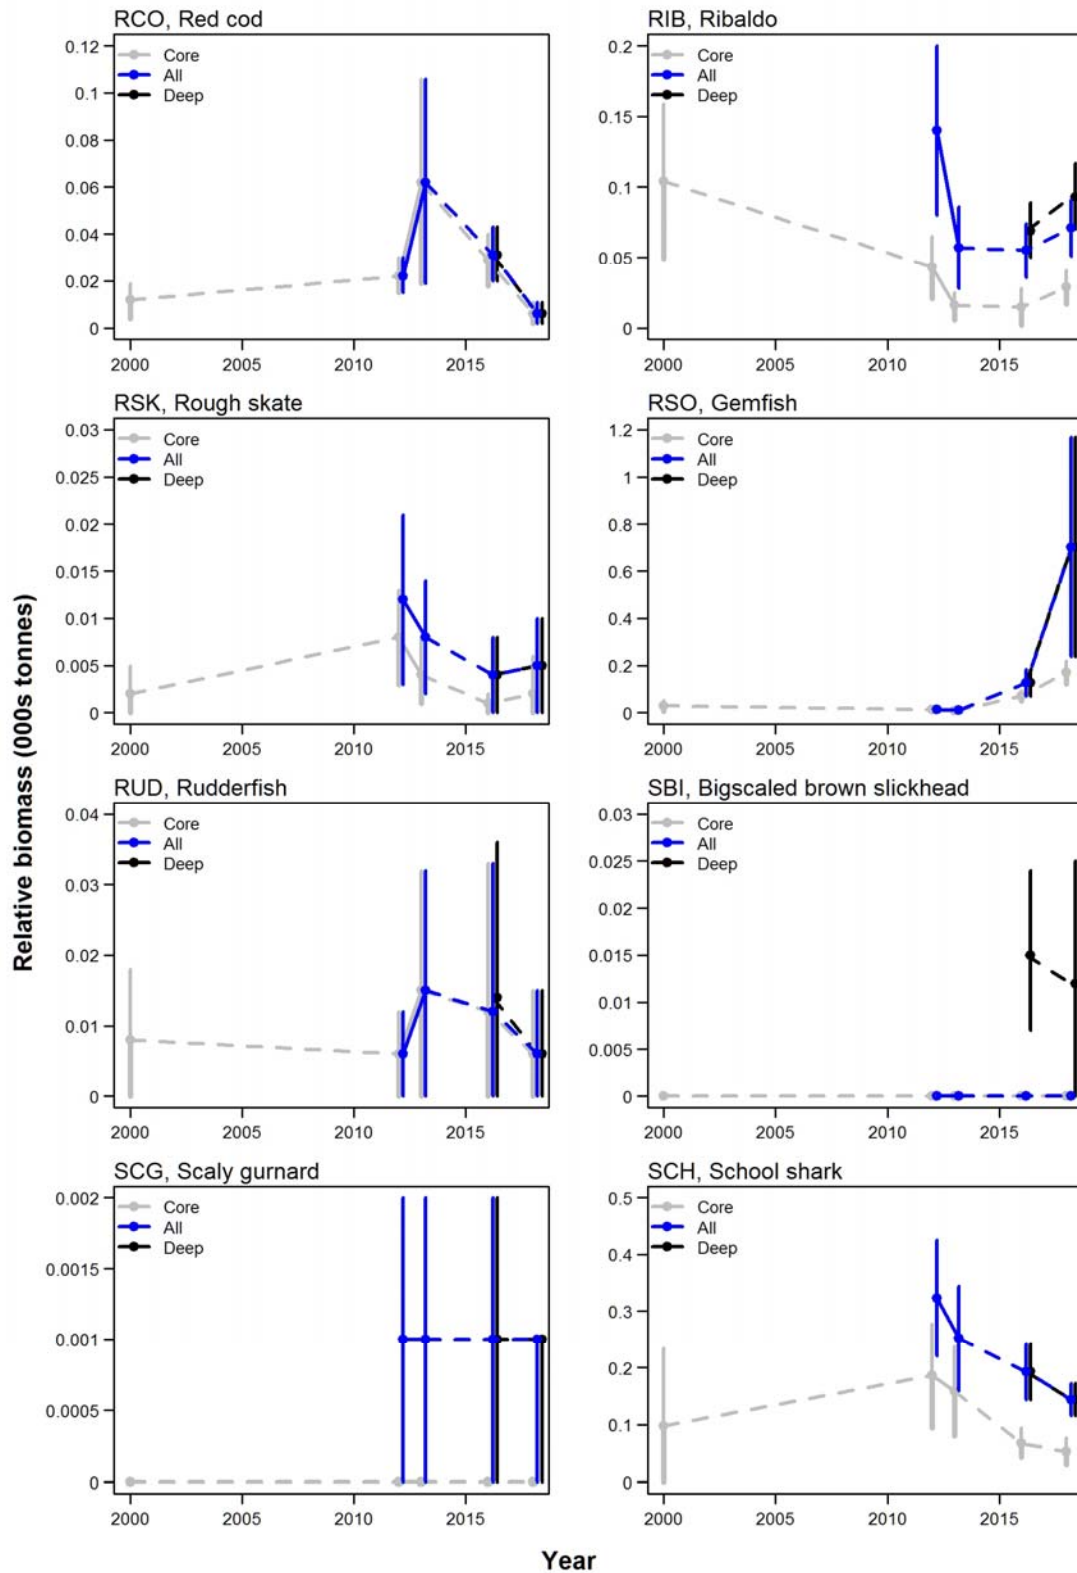 RCO, Red cod
0.12
0.1
0.08
0.06
0.04
0.02
0
Core
All
Deep
2000 2005 2010 2015
RIB, Ribaldo
0.2
0.15
0.1
0.05
0
Core
All
Deep
2000 2005 2010 2015
RSK, Rough skate
0.03
0.025
0.02
0.015
0.01
0.005
0
Core
All
Deep
2000 2005 2010 2015
RSO, Gemfish
1.2
1
0.8
0.6
0.4
0.2
0
Core
All
Deep
2000 2005 2010 2015
RUD, Rudderfish
0.04
0.03
0.02
0.01
0
Core
All
Deep
2000 2005 2010 2015
SBI, Bigscaled brown slickhead
0.03
0.025
0.02
0.015
0.01
0.005
0
Core
All
Deep
2000 2005 2010 2015
SCG, Scaly gurnard
0.002
0.0015
0.001
0.0005
0
Core
All
Deep
2000 2005 2010 2015
SCH, School shark
0.5
0.4
0.3
0.2
0.1
0
Core
All
Deep
2000 2005 2010 2015
Relative biomass (000s tonnes)
Year